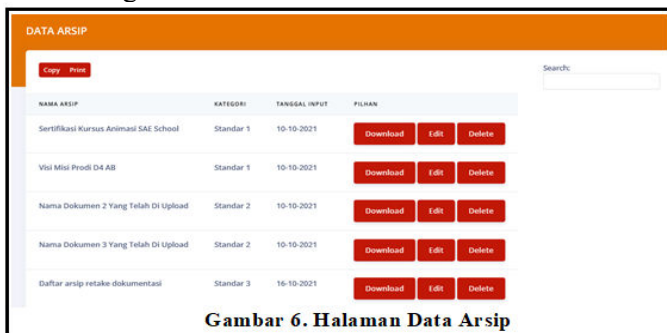 DATA ARSIP
Copy Print
Search:
NAMA ARSIP KATEGORI TANGGAL INPUT PILHAN
Sertifikasi Kursus Animasi SAE School Standar 1 10-10-2021 Download Edit Delete
Visi Misi Prodi D4 AB Standar 1 10-10-2021 Download Edit Delete
Nama Dokumen 2 Yang Telah Di Upload Standar 2 10-10-2021 Download Edit Delete
Nama Dokumen 3 Yang Telah Di Upload Standar 2 10-10-2021 Download Edit Delete
Daftar arsip retake dokumentasi Standar 3 16-10-2021 Download Edit Delete
Gambar 6. Halaman Data Arsip